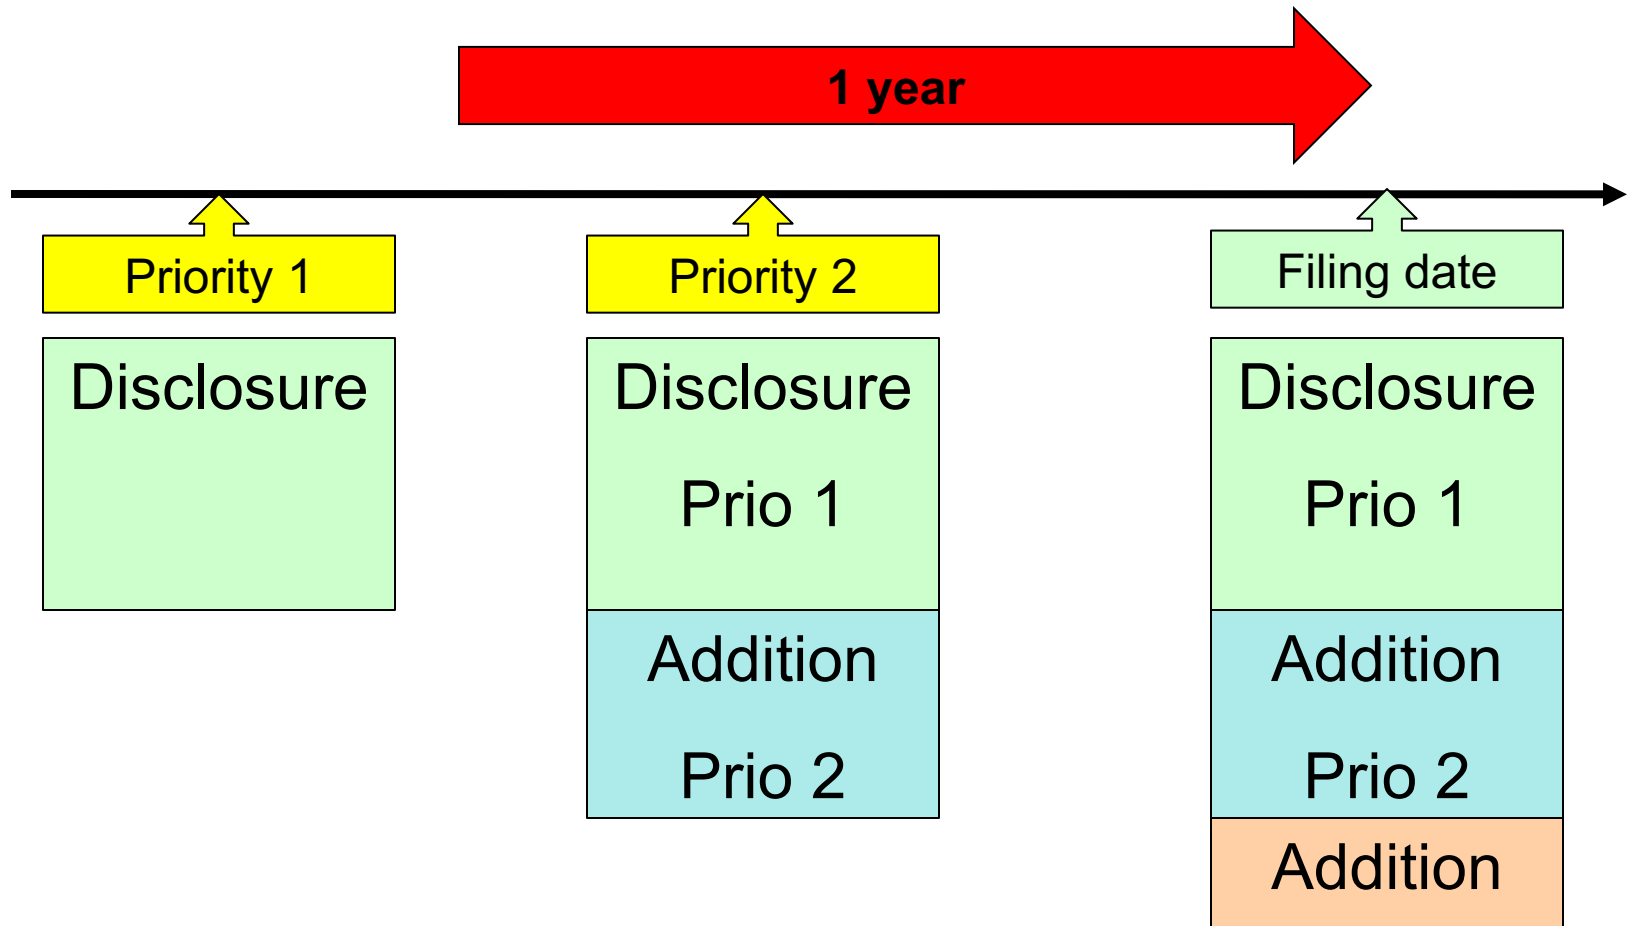 1 year
Priority 1
Priority 2
Filing date
Disclosure
Disclosure
Prio 1
Addition
Prio 2
Disclosure
Prio 1
Addition
Prio 2
Addition